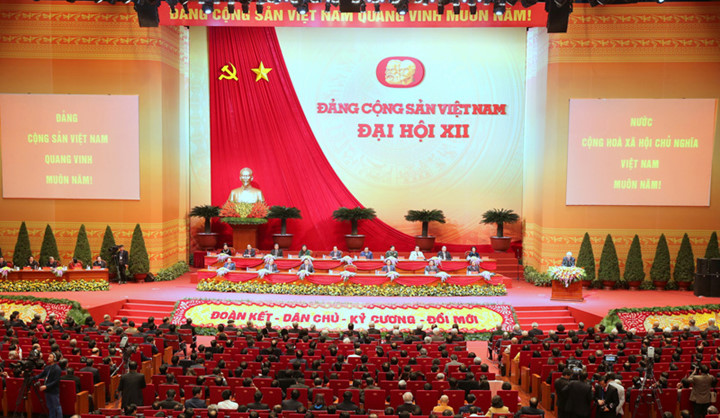 ĐẢNG CỘNG SẢN VIỆT NAM QUANG VINH MUÔN NĂM!
ĐẢNG CỘNG SẢN VIỆT NAM
ĐẠI HỘI XII
ĐẢNG
CỘNG SẢN VIỆT NAM
QUANG VINH
MUÔN NĂM!
NƯỚC
CỘNG HOÀ XÃ HỘI CHỦ NGHĨA
VIỆT NAM
MUÔN NĂM!
ĐOÀN KẾT - DÂN CHỦ - KỶ CƯƠNG - ĐỔI MỚI